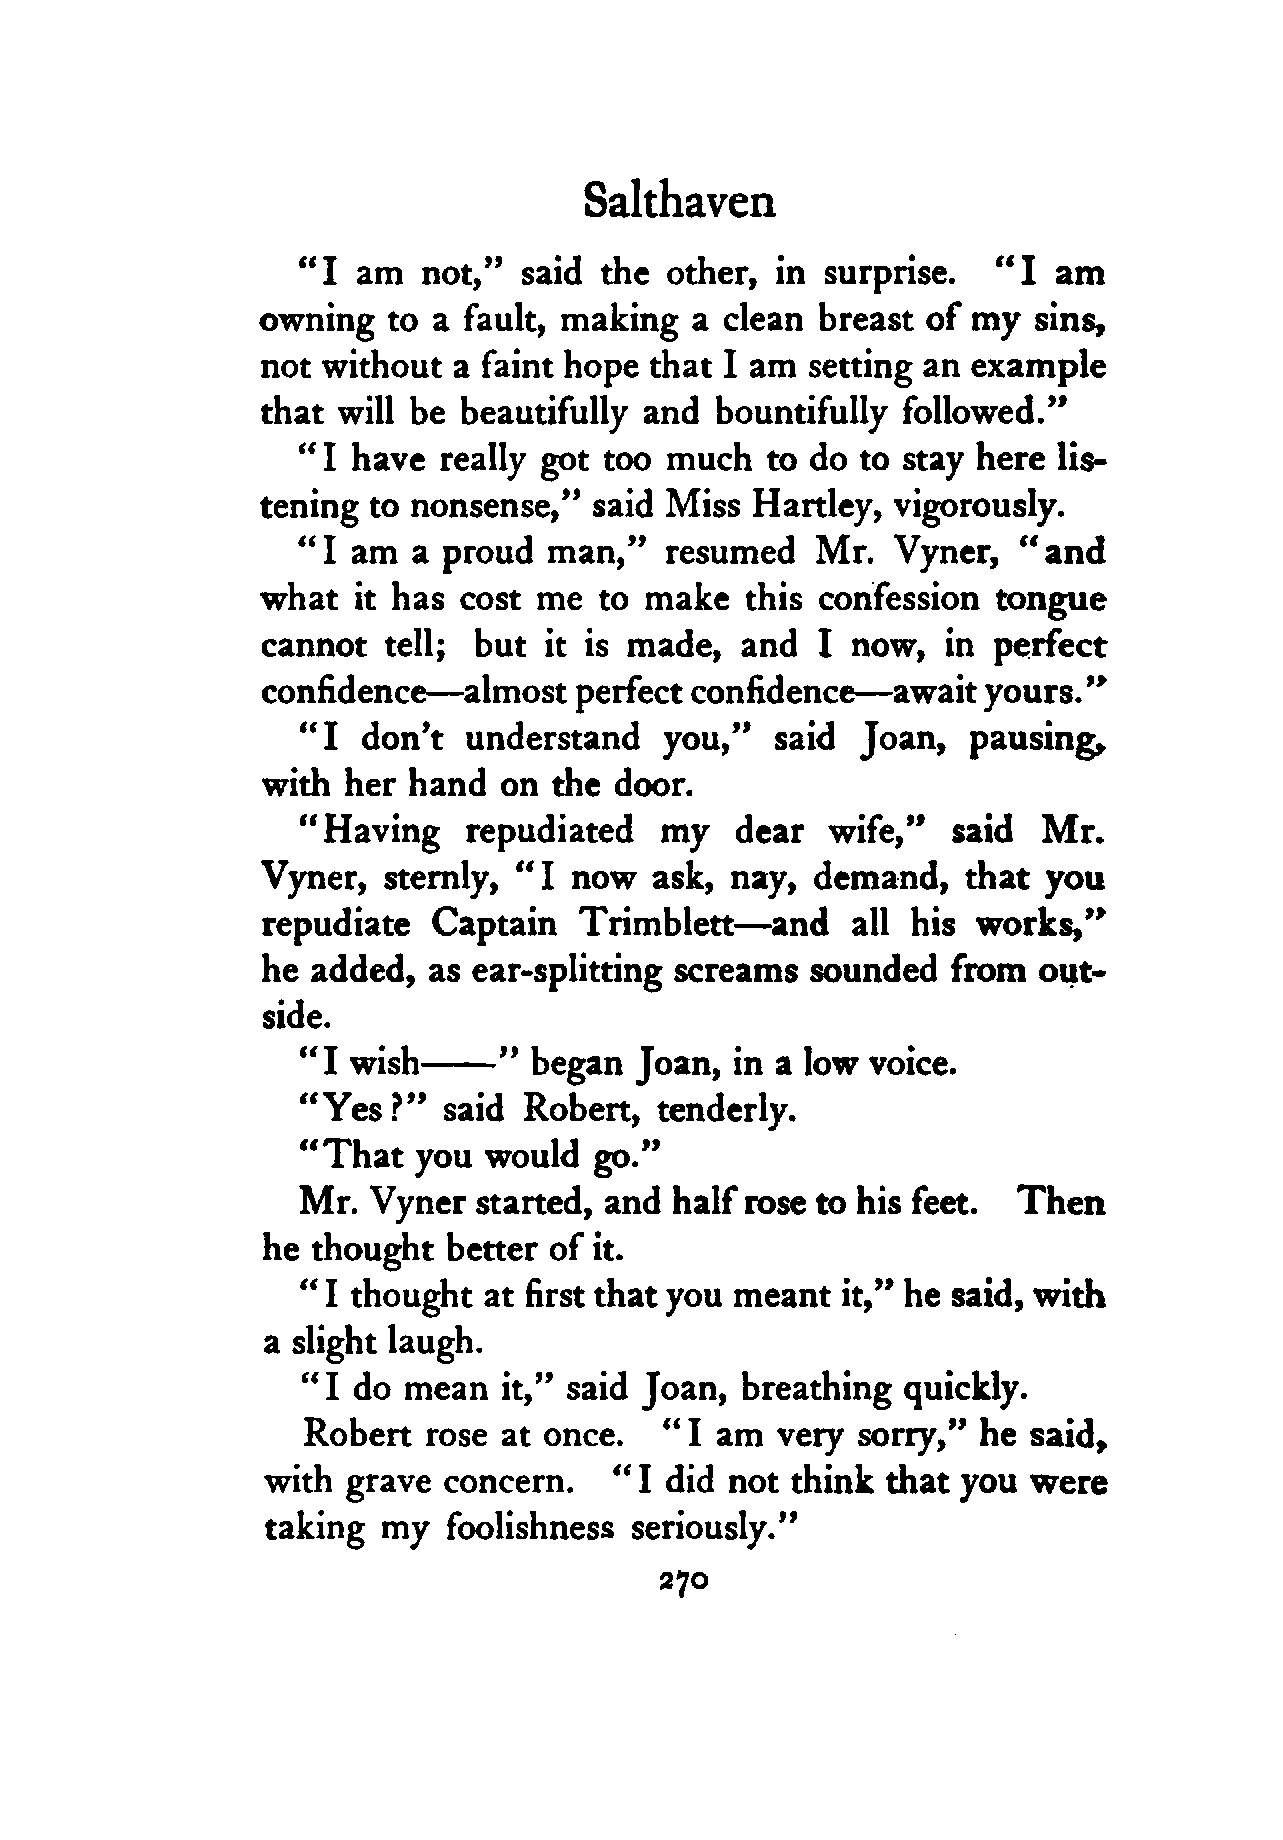 Salthaven
"I am not," said the other, in surprise. "I am
owning to a fault, making a clean breast of my sins,
not without a faint hope that I am setting an example
that will be beautifully and bountifully followed."
"I have really got too much to do to stay here lis-
tening to nonsense," said Miss Hartley, vigorously.
"I am a proud man," resumed Mr. Vyner, "and
what it has cost me to make this confession tongue
cannot tell; but it is made, and I now, in perfect
confidence—almost perfect confidence—await yours."
"I don't understand you," said Joan, pausing,
with her hand on the door.
"Having repudiated my dear wife," said Mr.
Vyner, sternly, "I now ask, nay, demand, that you
repudiate Captain Trimblett—and all his works,"
he added, as ear-splitting screams sounded from out-
side.
"I wish——" began Joan, in a low voice.
"Yes?" said Robert, tenderly.
"That you would go."
Mr. Vyner started, and half rose to his feet. Then
he thought better of it.
"I thought at first that you meant it," he said, with
a slight laugh.
"I do mean it," said Joan, breathing quickly.
Robert rose at once. "I am very sorry," he said,
with grave concern. "I did not think that you were
taking my foolishness seriously."
270